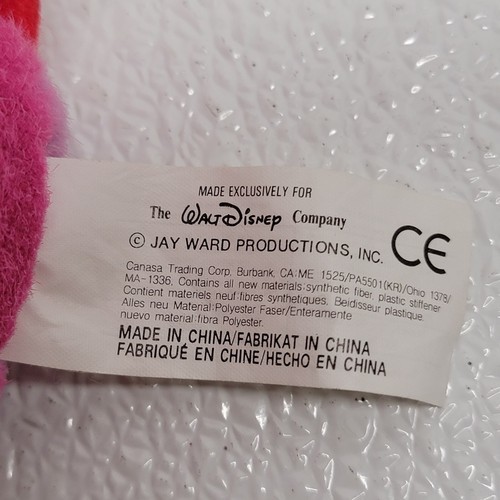 MADE EXCLUSIVELY FOR
The Walt Disney Company
© JAY WARD PRODUCTIONS, INC. CE
Canasa Trading Corp. Burbank, CA:ME 1525/PA5501(KR)/Ohio 1378/
MA-1336, Contains all new materials:synthetic fiber, plastic stiffener
Contient materiels neuf:fibres synthetiques, Beidisseur plastique
Alles neu Material:Polyester Faser/Enteramente
nuevo material:fibra Polyester.
MADE IN CHINA/FABRIKAT IN CHINA
FABRIQUÉ EN CHINE/HECHO EN CHINA